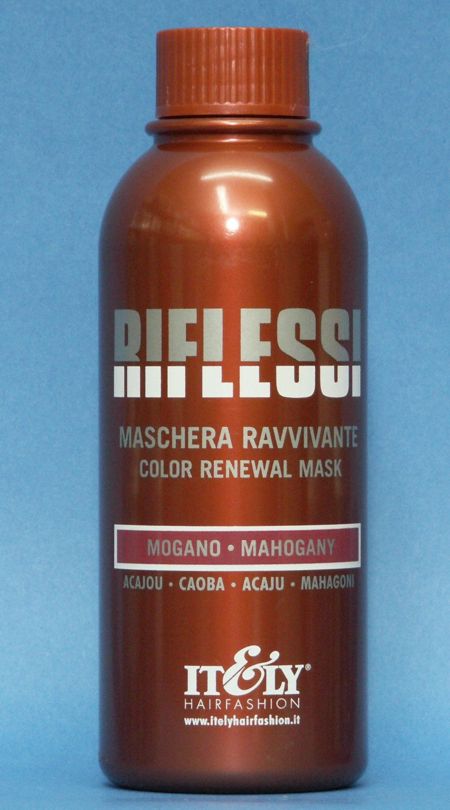 RIFLESSI
MASCHERA RAVVIVANTE
COLOR RENEWAL MASK
MOGANO • MAHOGANY
ACAJOU • CAOBA • ACAJU • MAHAGONI
IT&LY®
HAIRFASHION
www.itelyhairfashion.it